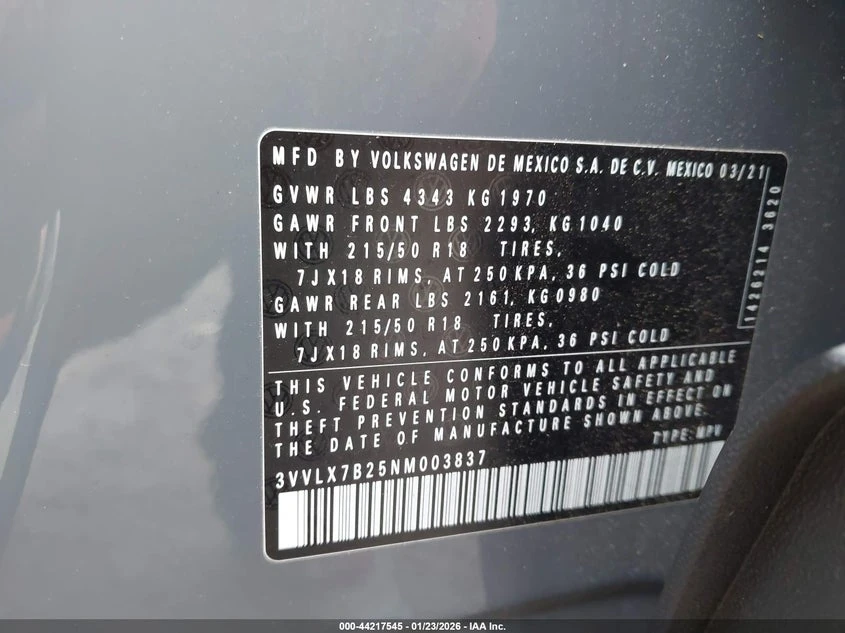 MFD BY VOLKSWAGEN DE MEXICO S.A. DE C.V. MEXICO 03/21
GVWR LBS 4343 KG 1970
GAWR FRONT LBS 2293, KG 1040
WITH 215/50 R18 TIRES,
7JX18 RIMS, AT 250 KPA, 36 PSI COLD
GAWR REAR LBS 2161, KG 0980
WITH 215/50 R18 TIRES,
7JX18 RIMS, AT 250 KPA, 36 PSI COLD
1426214 3620
THIS VEHICLE CONFORMS TO ALL APPLICABLE
U.S. FEDERAL MOTOR VEHICLE SAFETY AND
THEFT PREVENTION STANDARDS IN EFFECT ON
THE DATE OF MANUFACTURE SHOWN ABOVE.
TYPE: MPV
3VVLX7B25NM003837
000-44217545 - 01/23/2026 - IAA Inc.